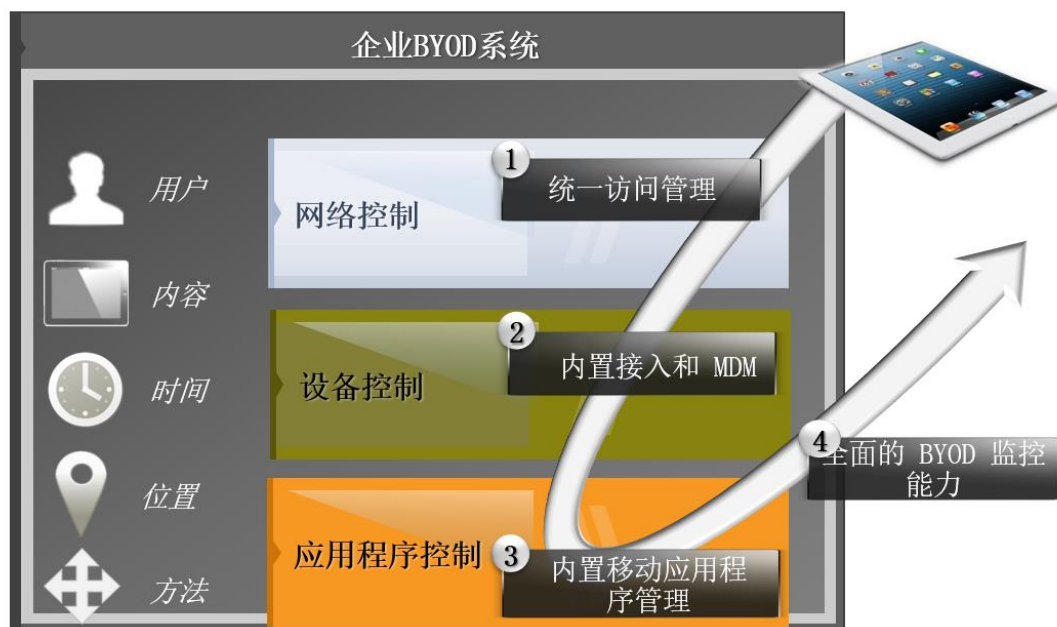 企业BYOD系统
用户
内容
时间
位置
方法
网络控制
1
统一访问管理
设备控制
2
内置接入和 MDM
应用程序控制
3
内置移动应用程
序管理
4
全面的 BYOD 监控
能力